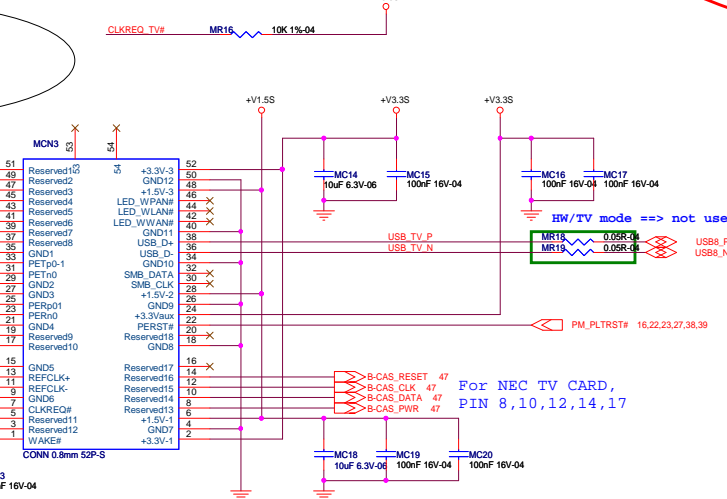 CLKREQ_TV# MR16 10K 1%-04
+V1.5S +V3.3S +V3.3S
MCN3
53 54
53 54
51 Reserved1 +3.3V-3 52
49 Reserved2 GND12 50
47 Reserved3 +1.5V-3 48
45 Reserved4 LED_WPAN# 46
43 Reserved5 LED_WLAN# 44
41 Reserved6 LED_WWAN# 42
39 Reserved7 GND11 40
37 Reserved8 USB_D+ 38
35 GND1 USB_D- 36
33 PETp0-1 GND10 34
31 PETn0 SMB_DATA 32
29 GND2 SMB_CLK 30
27 GND3 +1.5V-2 28
25 PERp01 GND9 26
23 PERn0 +3.3Vaux 24
21 GND4 PERST# 22
19 Reserved9 Reserved18 20
17 Reserved10 GND8 18
15 GND5 Reserved17 16
13 REFCLK+ Reserved16 14
11 REFCLK- Reserved15 12
9 GND6 Reserved14 10
7 CLKREQ# Reserved13 8
5 Reserved11 +1.5V-1 6
3 Reserved12 GND7 4
1 WAKE# +3.3V-1 2
CONN 0.8mm 52P-S
MC14
10uF 6.3V-06
MC15
100nF 16V-04
MC16
100nF 16V-04
MC17
100nF 16V-04
HW/TV mode ==> not use
USB_TV_P MR18 0.05R-04 USB8_P
USB_TV_N MR19 0.05R-04 USB8_N
PM_PLTRST# 16,22,23,27,38,39
B-CAS_RESET 47
B-CAS_CLK 47
B-CAS_DATA 47
B-CAS_PWR 47
For NEC TV CARD,
PIN 8,10,12,14,17
MC18
10uF 6.3V-06
MC19
100nF 16V-04
MC20
100nF 16V-04
3
F 16V-04